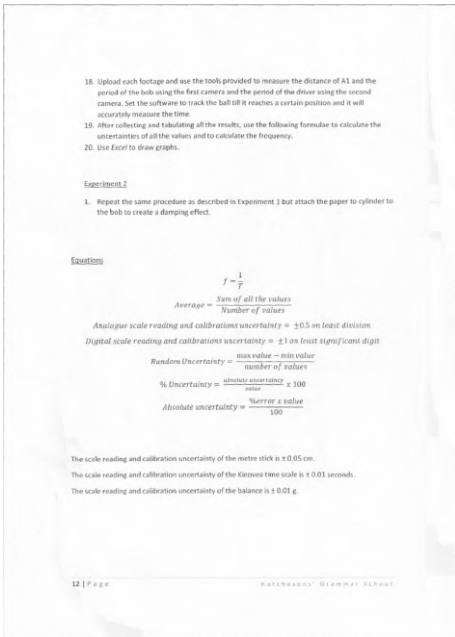 18. Upload each footage and use the tools provided to measure the distance of A1 and the
period of the bob using the first camera and the period of the driver using the second
camera. Set the software to track the ball till it reaches a certain position and it will
accurately measure the time.
19. After collecting and tabulating all the results, use the following formulae to calculate the
uncertainties of all the values and to calculate the frequency.
20. Use Excel to draw graphs.
Experiment 2
1. Repeat the same procedure as described in Experiment 1 but attach the paper to cylinder to
the bob to create a damping effect.
Equations
f = 1/T
Average = Sum of all the values / Number of values
Analogue scale reading and calibrations uncertainty = ±0.5 on least division
Digital scale reading and calibrations uncertainty = ±1 on least significant digit
Random Uncertainty = max value − min value / number of values
% Uncertainty = absolute uncertainty / value x 100
Absolute uncertainty = %error x value / 100
The scale reading and calibration uncertainty of the metre stick is ± 0.05 cm.
The scale reading and calibration uncertainty of the Kinovea time scale is ± 0.01 seconds.
The scale reading and calibration uncertainty of the balance is ± 0.01 g.
12 | Page
Hutchesons' Grammar School